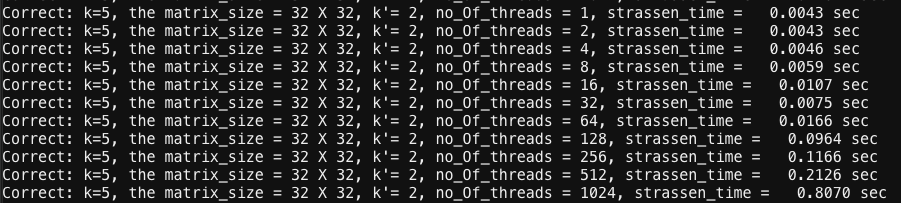 Correct: k=5, the matrix_size = 32 X 32, k'= 2, no_Of_threads = 1, strassen_time =   0.0043 sec
Correct: k=5, the matrix_size = 32 X 32, k'= 2, no_Of_threads = 2, strassen_time =   0.0043 sec
Correct: k=5, the matrix_size = 32 X 32, k'= 2, no_Of_threads = 4, strassen_time =   0.0046 sec
Correct: k=5, the matrix_size = 32 X 32, k'= 2, no_Of_threads = 8, strassen_time =   0.0059 sec
Correct: k=5, the matrix_size = 32 X 32, k'= 2, no_Of_threads = 16, strassen_time =   0.0107 sec
Correct: k=5, the matrix_size = 32 X 32, k'= 2, no_Of_threads = 32, strassen_time =   0.0075 sec
Correct: k=5, the matrix_size = 32 X 32, k'= 2, no_Of_threads = 64, strassen_time =   0.0166 sec
Correct: k=5, the matrix_size = 32 X 32, k'= 2, no_Of_threads = 128, strassen_time =   0.0964 sec
Correct: k=5, the matrix_size = 32 X 32, k'= 2, no_Of_threads = 256, strassen_time =   0.1166 sec
Correct: k=5, the matrix_size = 32 X 32, k'= 2, no_Of_threads = 512, strassen_time =   0.2126 sec
Correct: k=5, the matrix_size = 32 X 32, k'= 2, no_Of_threads = 1024, strassen_time =   0.8070 sec